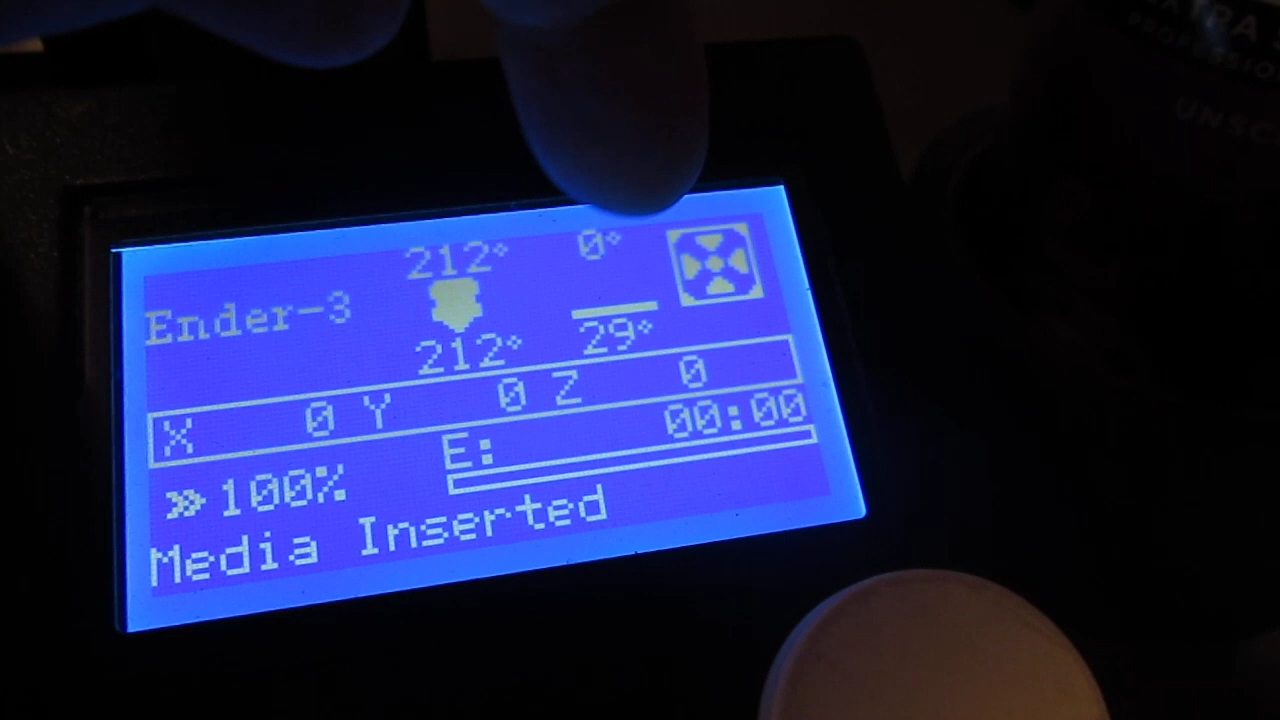 212° 0°
Ender-3
212° 29°
X 0 Y 0 Z 0
E: 00:00
»100%
Media Inserted